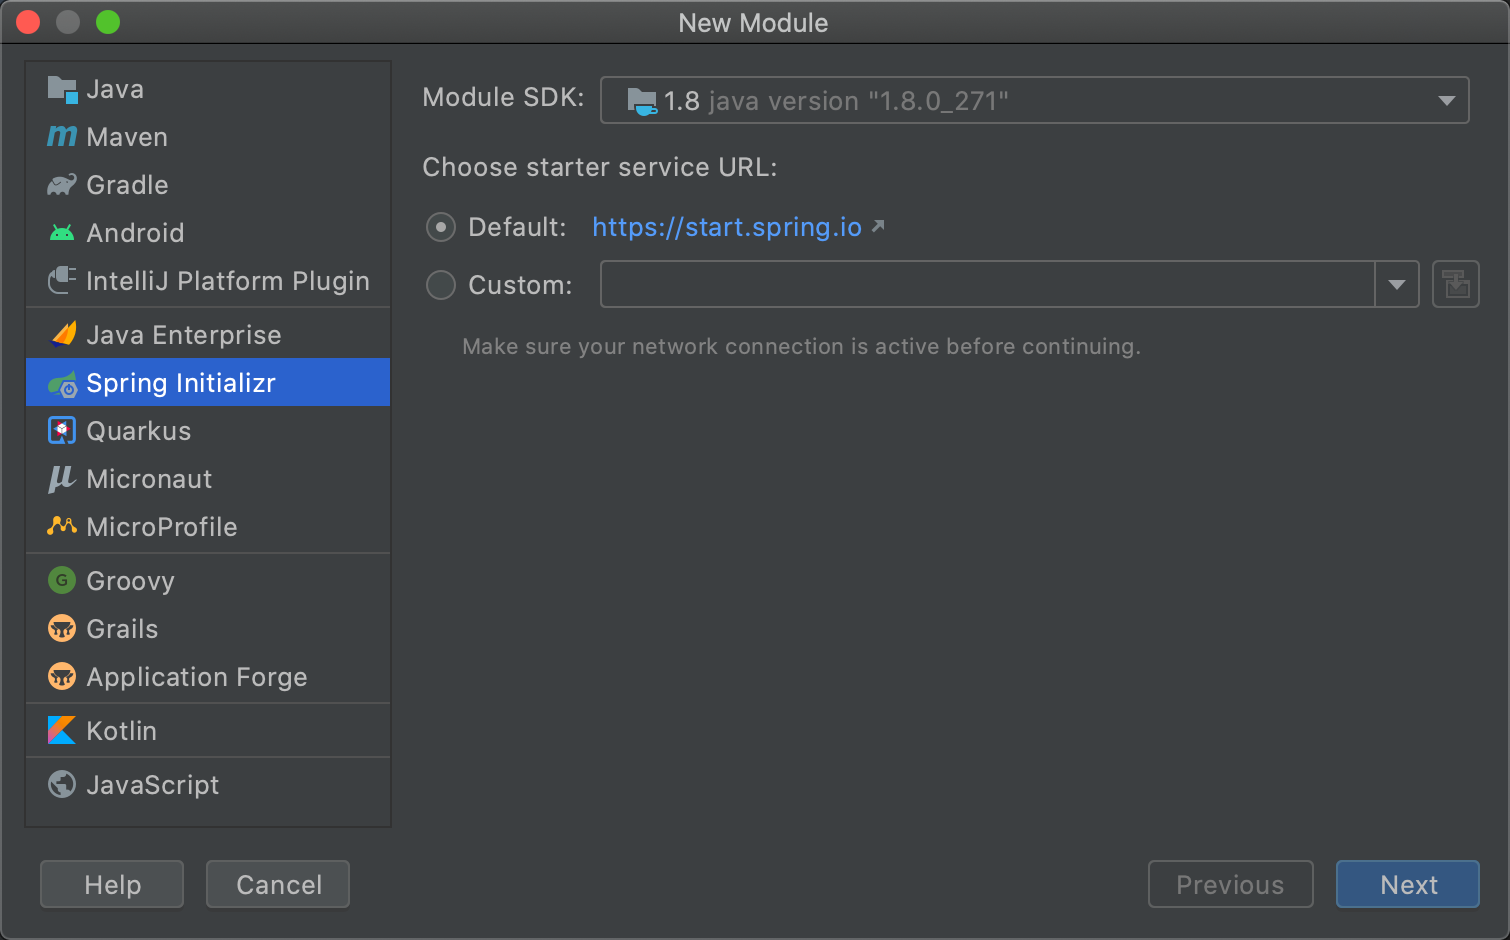 New Module
Java
Maven
Gradle
Android
IntelliJ Platform Plugin
Java Enterprise
Spring Initializr
Quarkus
Micronaut
MicroProfile
Groovy
Grails
Application Forge
Kotlin
JavaScript
Module SDK: 1.8 java version "1.8.0_271"
Choose starter service URL:
Default: https://start.spring.io
Custom:
Make sure your network connection is active before continuing.
Help Cancel Previous Next